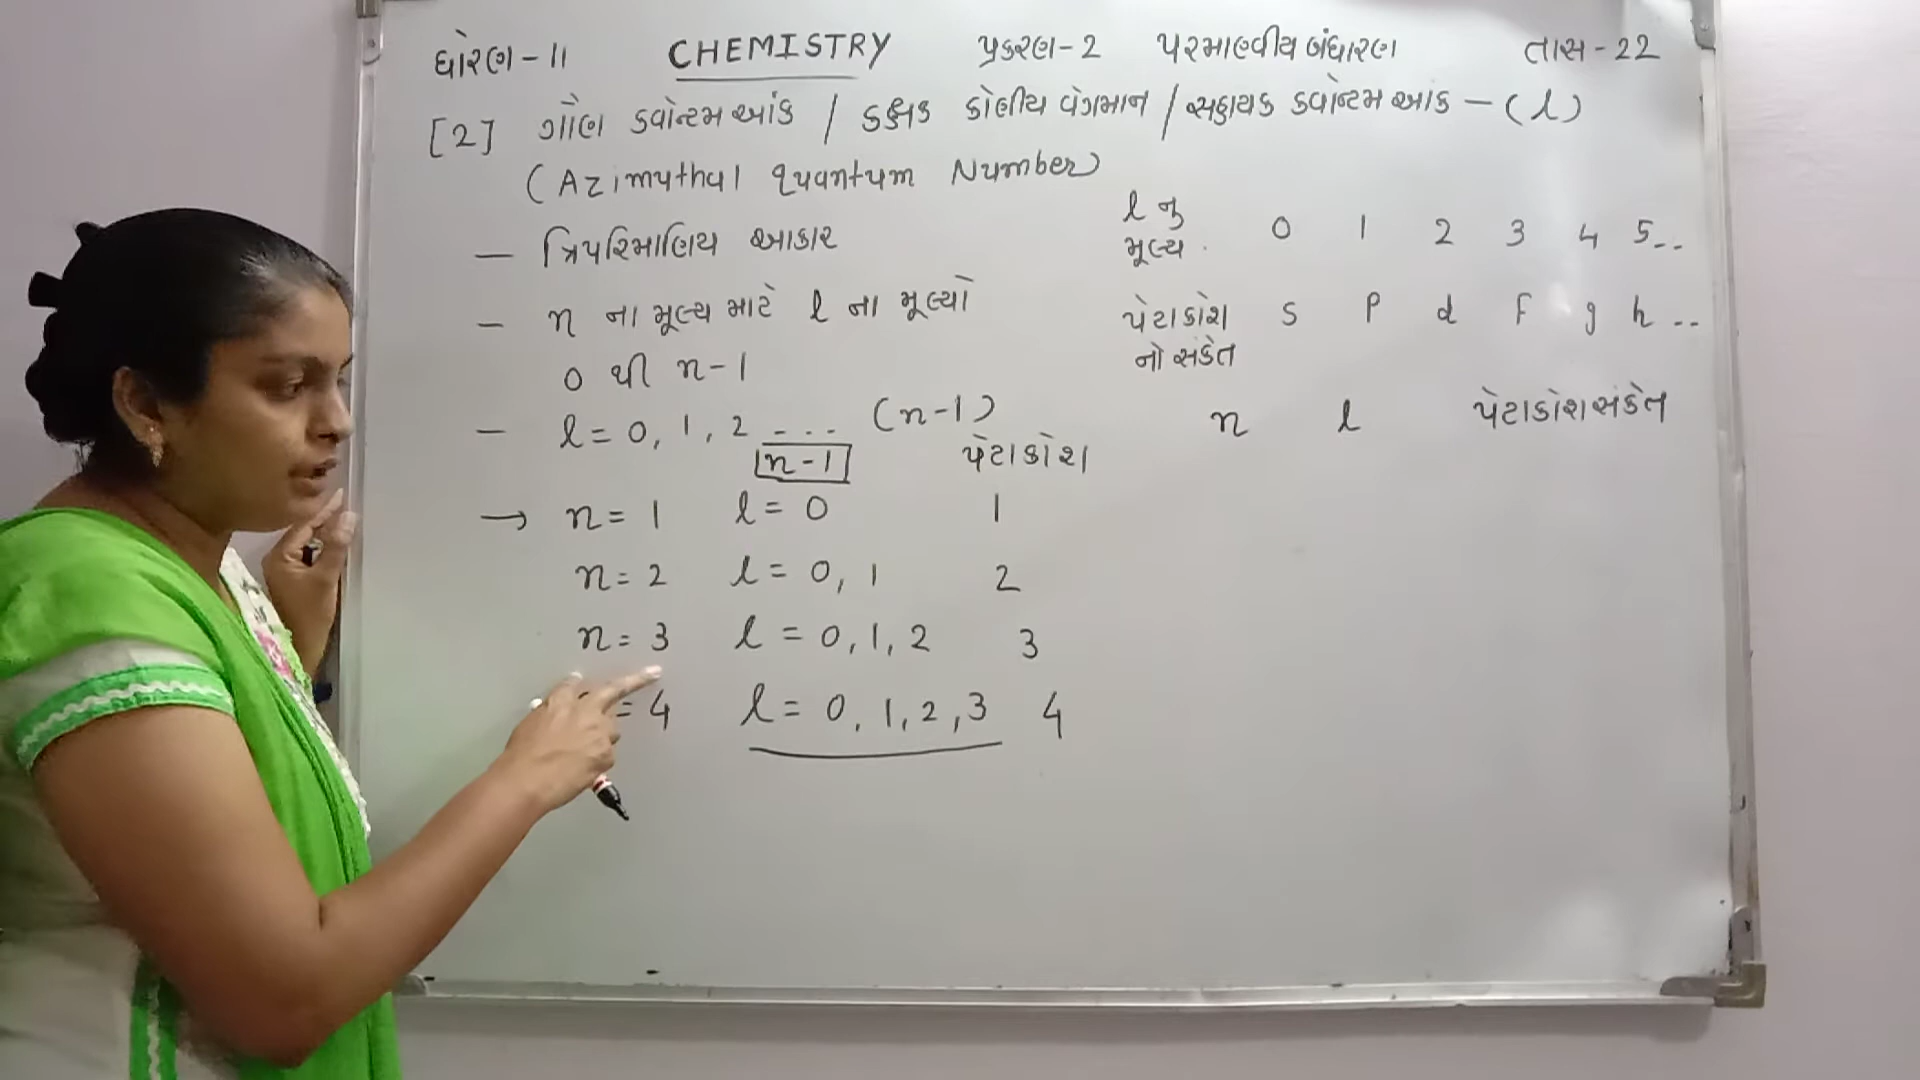 ધોરણ - 11 CHEMISTRY પ્રકરણ - 2 પરમાણ્વીય બંધારણ તાસ - 22
[2] ગૌણ ક્વોન્ટમ આંક / કક્ષક કોણીય વેગમાન / સહાયક ક્વોન્ટમ આંક - (l)
(Azimuthal quantum Number)
— ત્રિપરિમાણિય આકાર
— n ના મૂલ્ય માટે l ના મૂલ્યો
0 થી n-1
— l = 0, 1, 2 ---- (n-1)
n-1 પેટાકોશ
→ n = 1 l = 0 1
n = 2 l = 0, 1 2
n = 3 l = 0, 1, 2 3
= 4 l = 0, 1, 2, 3 4
l નુ મૂલ્ય . 0 1 2 3 4 5..
પેટાકોશ નો સંકેત s p d f g h ..
n l પેટાકોશ સંકેત